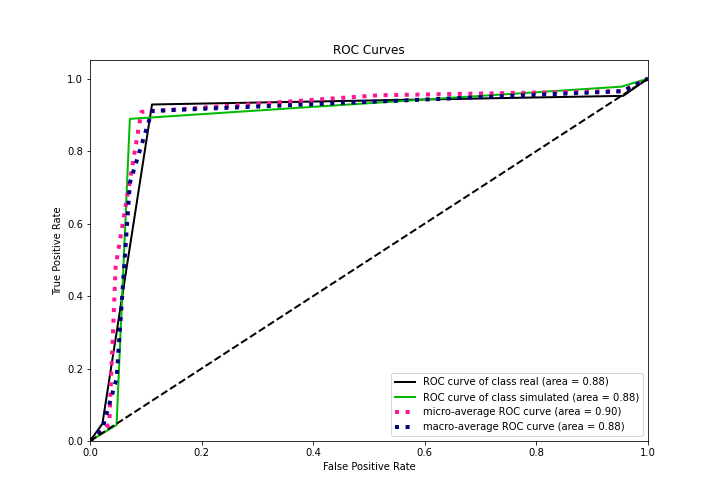 ROC Curves
True Positive Rate
1.0
0.8
0.6
0.4
0.2
0.0
0.0 0.2 0.4 0.6 0.8 1.0
False Positive Rate
ROC curve of class real (area = 0.88)
ROC curve of class simulated (area = 0.88)
micro-average ROC curve (area = 0.90)
macro-average ROC curve (area = 0.88)